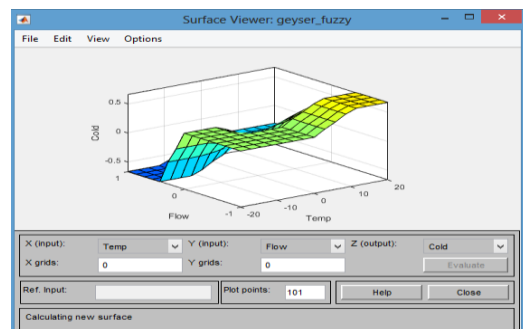 Surface Viewer: geyser_fuzzy
File Edit View Options
0.5
0
-0.5
Cold
1
0
-1
Flow
-20
-10
0
10
20
Temp
X (input): Temp Y (input): Flow Z (output): Cold
X grids: 0 Y grids: 0 Evaluate
Ref. Input: Plot points: 101 Help Close
Calculating new surface